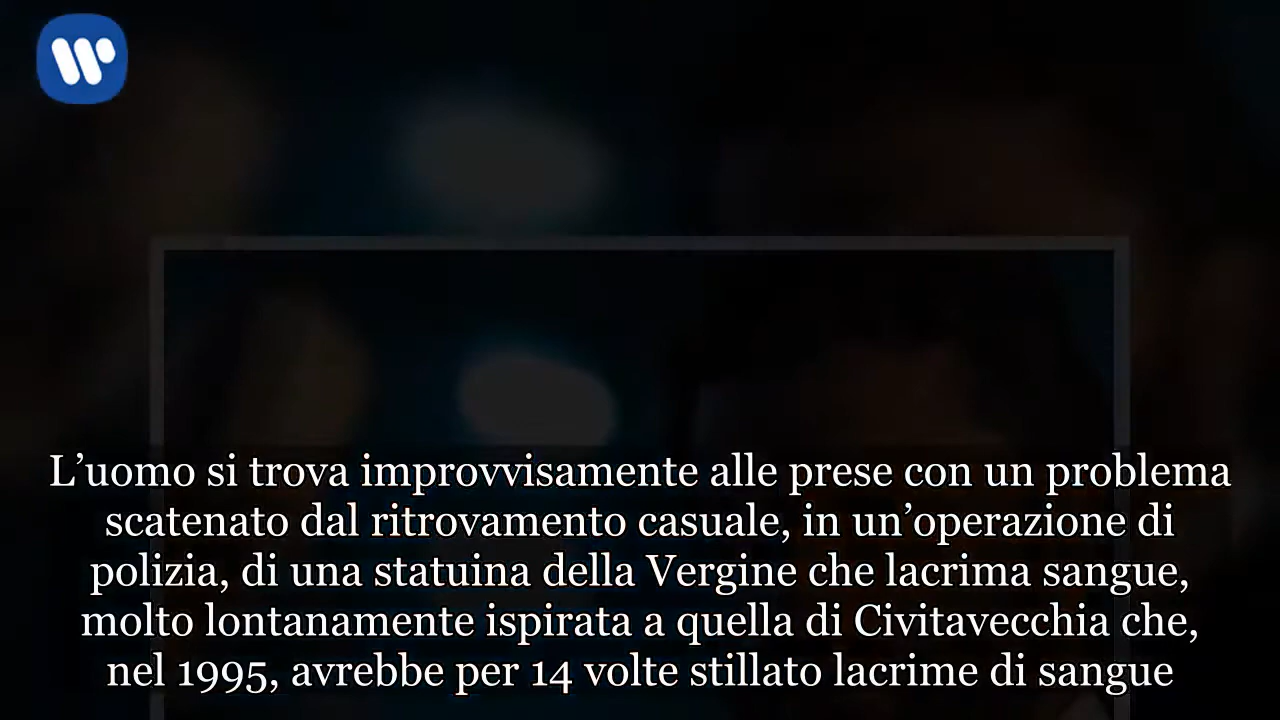 L’uomo si trova improvvisamente alle prese con un problema
scatenato dal ritrovamento casuale, in un’operazione di
polizia, di una statuina della Vergine che lacrima sangue,
molto lontanamente ispirata a quella di Civitavecchia che,
nel 1995, avrebbe per 14 volte stillato lacrime di sangue